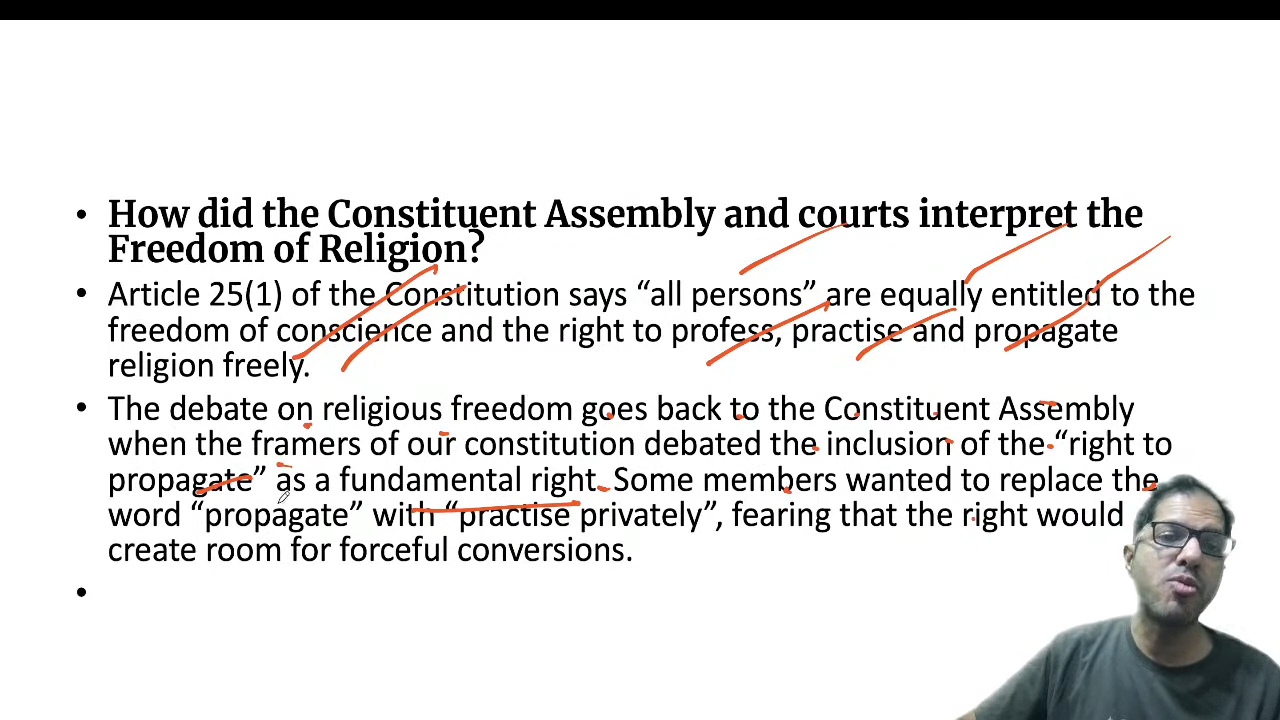 • How did the Constituent Assembly and courts interpret the
Freedom of Religion?
• Article 25(1) of the Constitution says “all persons” are equally entitled to the
freedom of conscience and the right to profess, practise and propagate
religion freely.
• The debate on religious freedom goes back to the Constituent Assembly
when the framers of our constitution debated the inclusion of the “right to
propagate” as a fundamental right. Some members wanted to replace the
word “propagate” with “practise privately”, fearing that the right would
create room for forceful conversions.
•